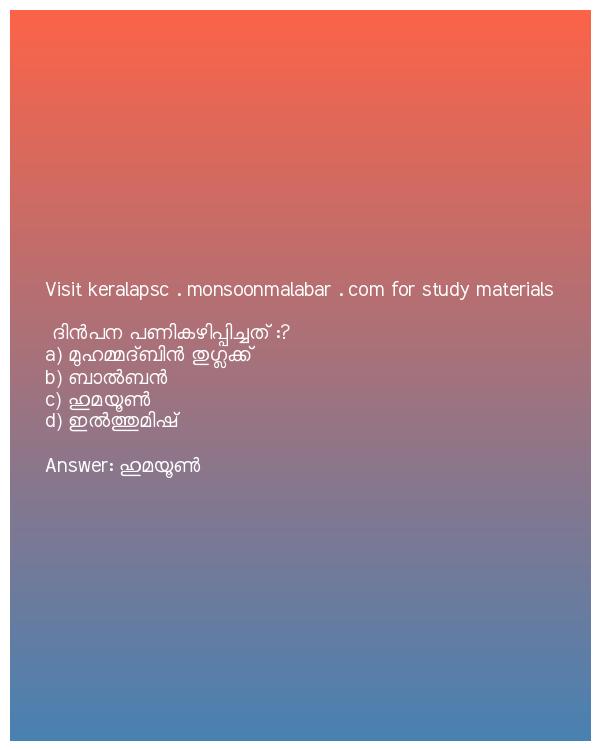 Visit keralapsc . monsoonmalabar . com for study materials
ദിൻപന പണികഴിപ്പിച്ചത് :?
a) മുഹമ്മദ്ബിൻ തുഗ്ലക്ക്
b) ബാൽബൻ
c) ഹുമയൂൺ
d) ഇൽത്തുമിഷ്
Answer: ഹുമയൂൺ